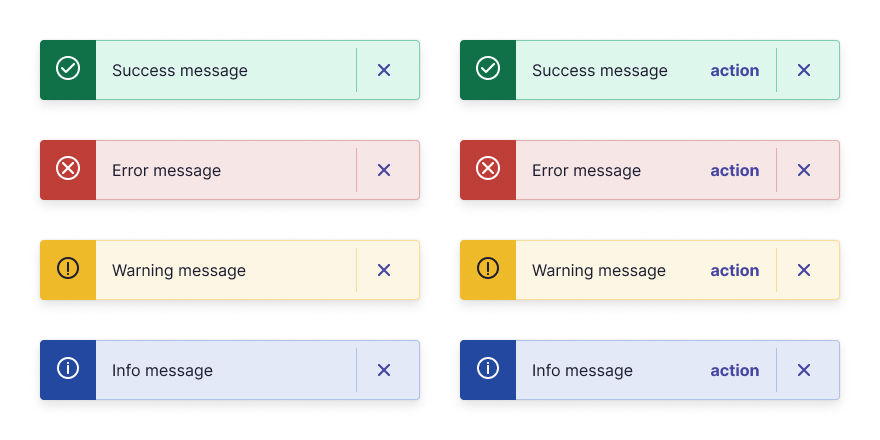 Success message
Success message action
Error message
Error message action
Warning message
Warning message action
Info message
Info message action